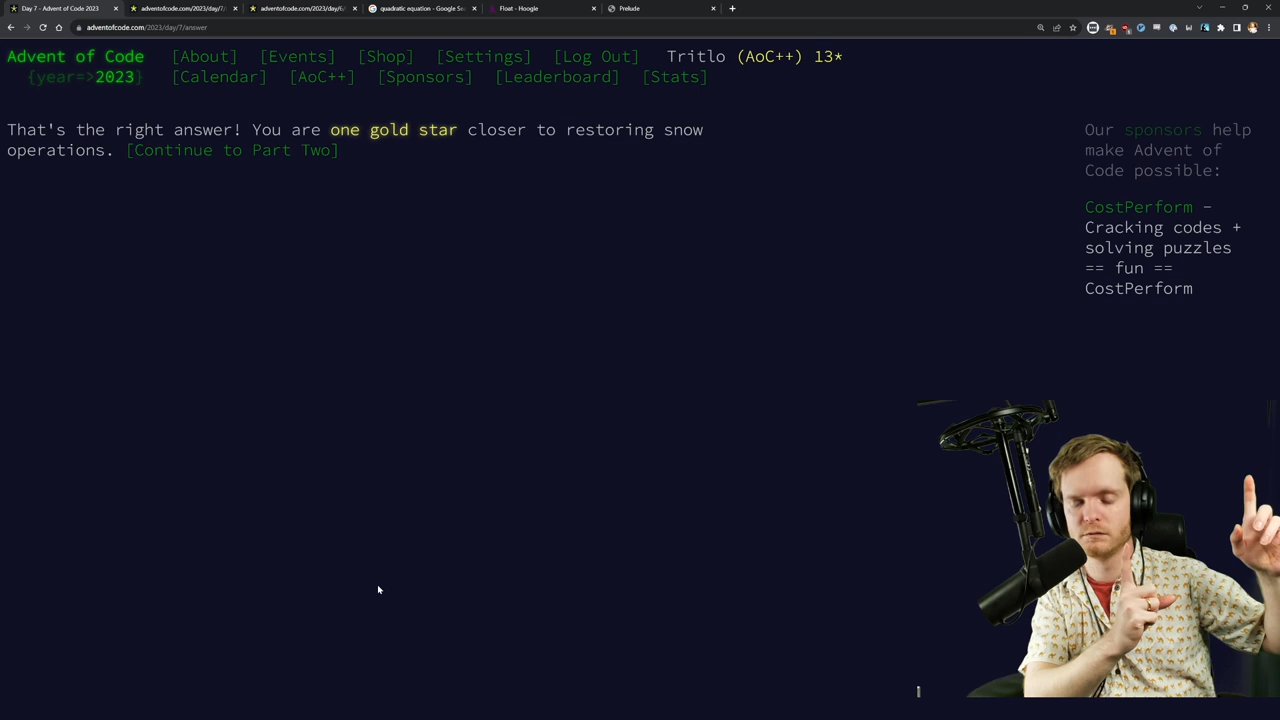 Day 7 - Advent of Code 2023
adventofcode.com/2023/day/7/
adventofcode.com/2023/day/6/
quadratic equation - Google Se
Float - Hoogle
Prelude
adventofcode.com/2023/day/7/answer
Advent of Code [About] [Events] [Shop] [Settings] [Log Out] Tritlo (AoC++) 13*
{year=>2023} [Calendar] [AoC++] [Sponsors] [Leaderboard] [Stats]
That's the right answer! You are one gold star closer to restoring snow
operations. [Continue to Part Two]
Our sponsors help
make Advent of
Code possible:
CostPerform -
Cracking codes +
solving puzzles
== fun ==
CostPerform